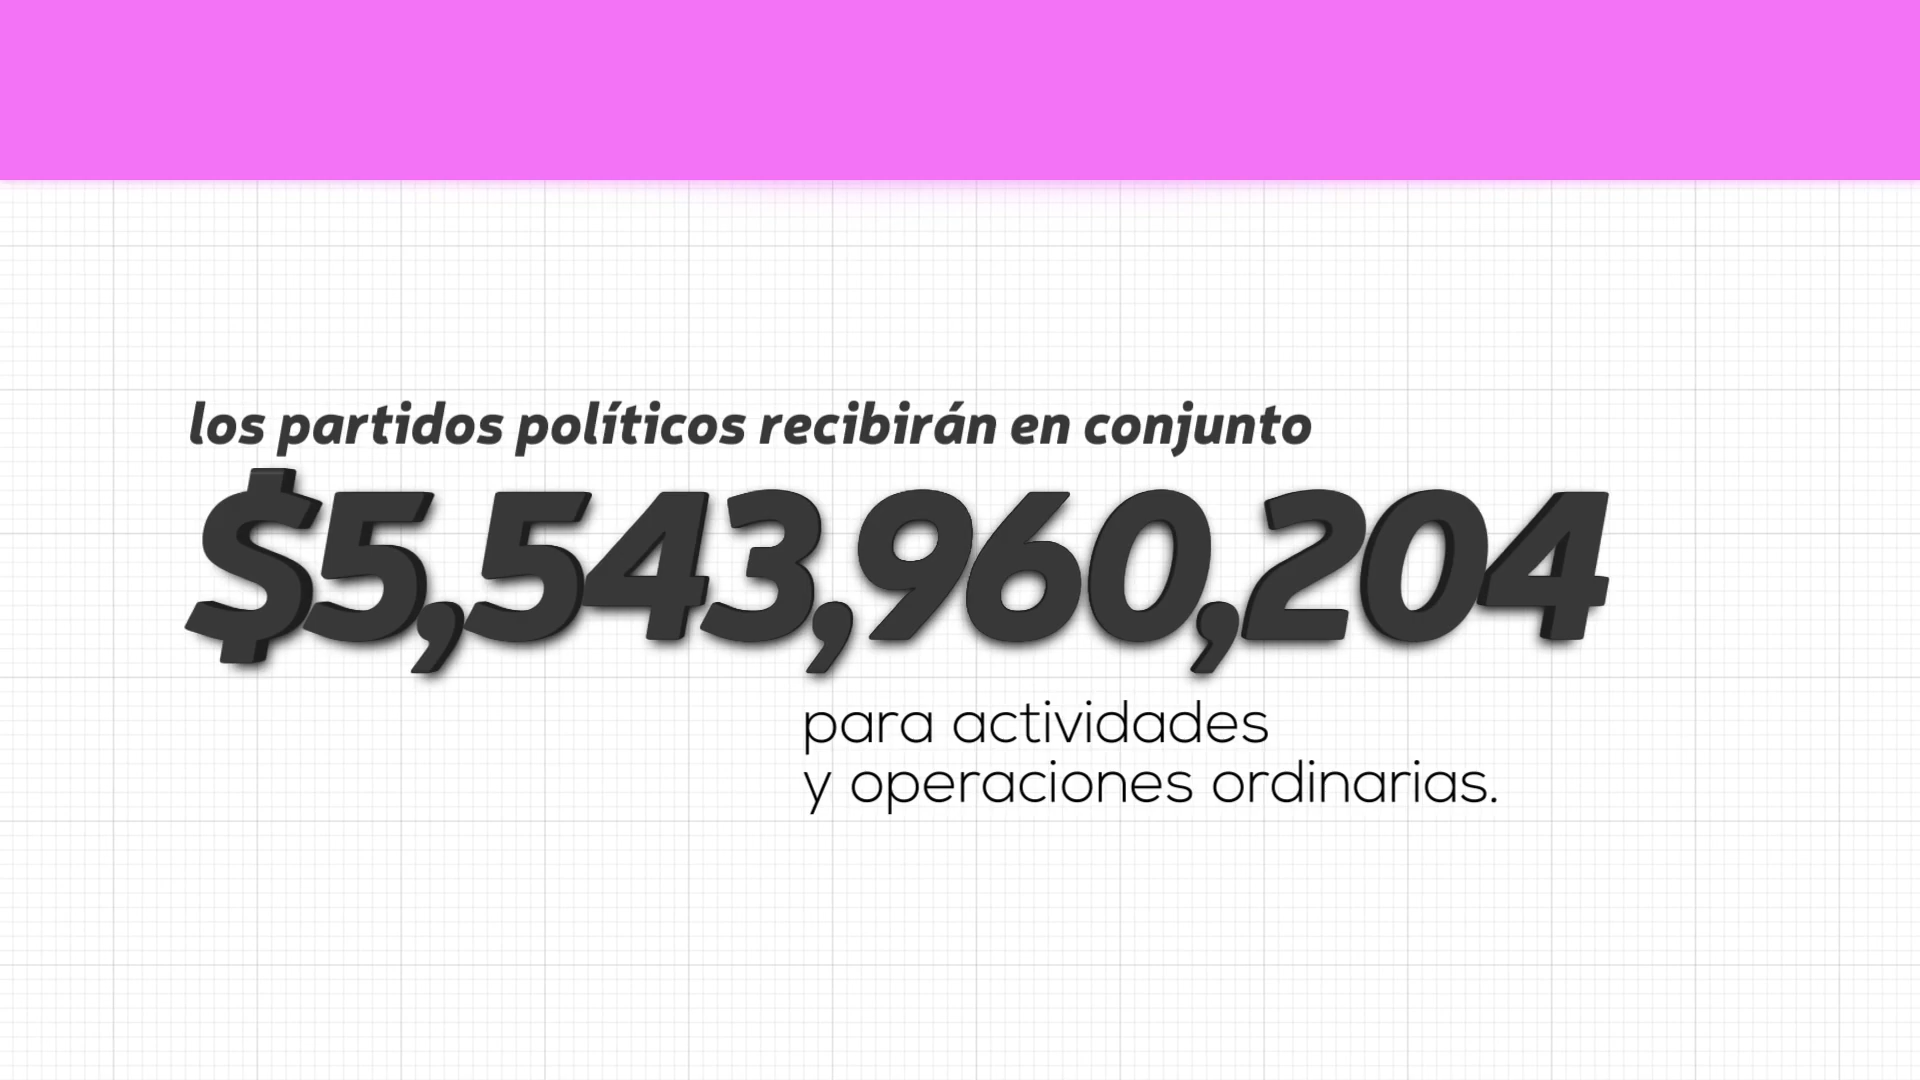 los partidos políticos recibirán en conjunto
$5,543,960,204
para actividades
y operaciones ordinarias.